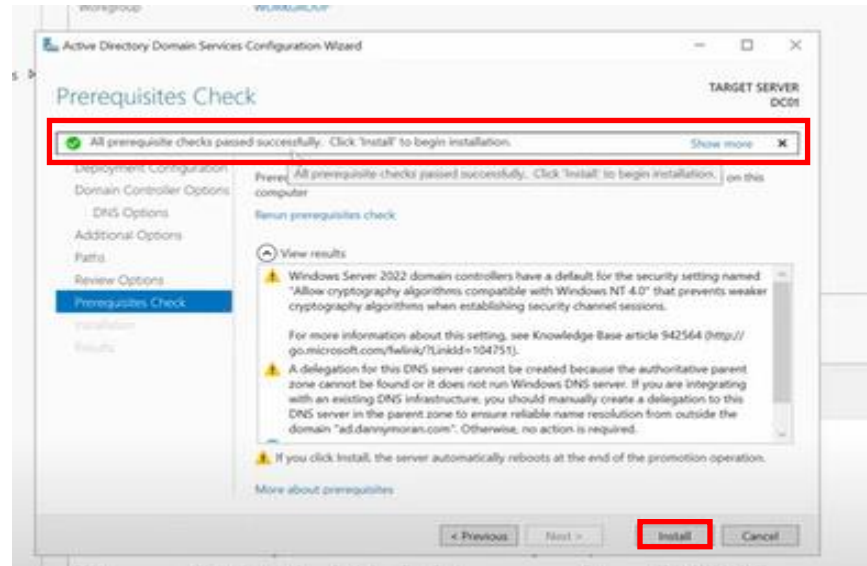 Workgroup
WORKGROUP
Active Directory Domain Services Configuration Wizard
Prerequisites Check
TARGET SERVER
DC01
All prerequisite checks passed successfully. Click 'Install' to begin installation.
Show more
Deployment Configuration
Domain Controller Options
DNS Options
Additional Options
Paths
Review Options
Prerequisites Check
Installation
Results
All prerequisite checks passed successfully. Click 'Install' to begin installation.
on this
computer
Rerun prerequisites check
View results
Windows Server 2022 domain controllers have a default for the security setting named
"Allow cryptography algorithms compatible with Windows NT 4.0" that prevents weaker
cryptography algorithms when establishing security channel sessions.
For more information about this setting, see Knowledge Base article 942564 (http://
go.microsoft.com/fwlink/?LinkId=104751).
A delegation for this DNS server cannot be created because the authoritative parent
zone cannot be found or it does not run Windows DNS server. If you are integrating
with an existing DNS infrastructure, you should manually create a delegation to this
DNS server in the parent zone to ensure reliable name resolution from outside the
domain "ad.dannymoran.com". Otherwise, no action is required.
If you click Install, the server automatically reboots at the end of the promotion operation.
More about prerequisites
< Previous
Next >
Install
Cancel